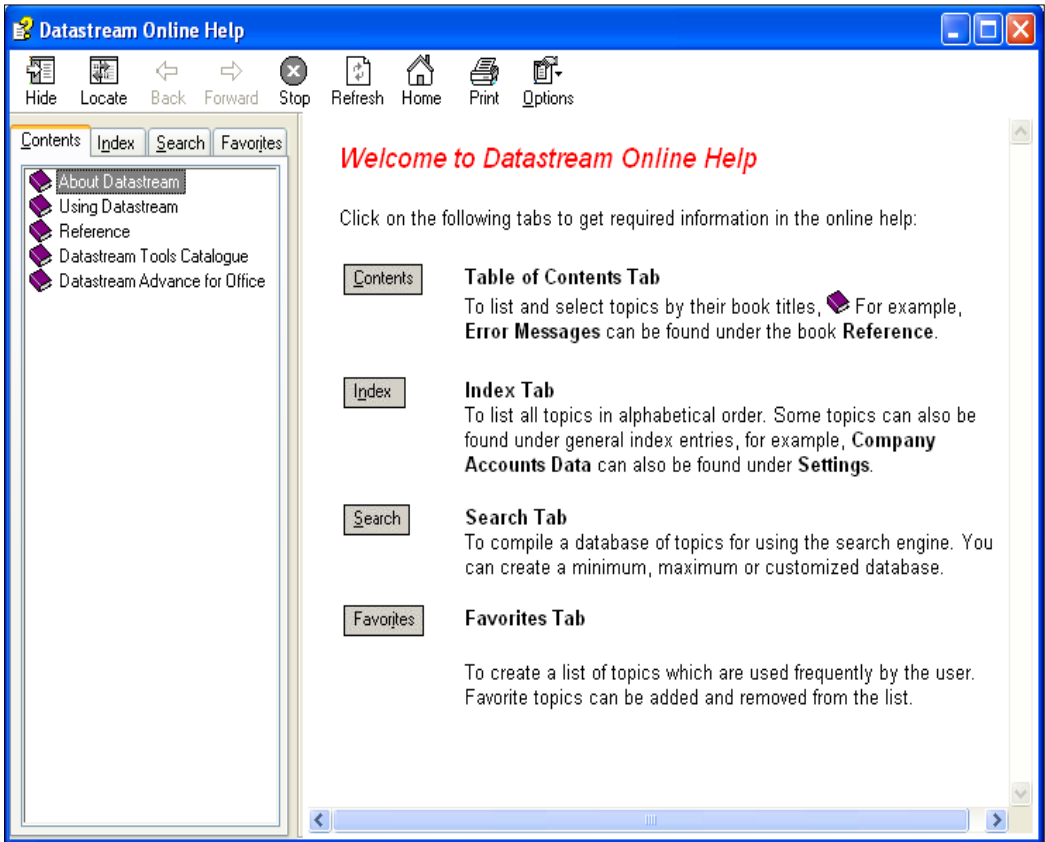 Datastream Online Help
Hide Locate Back Forward Stop Refresh Home Print Options
Contents Index Search Favorites
About Datastream
Using Datastream
Reference
Datastream Tools Catalogue
Datastream Advance for Office
Welcome to Datastream Online Help
Click on the following tabs to get required information in the online help:
Contents
Table of Contents Tab
To list and select topics by their book titles, For example,
Error Messages can be found under the book Reference.
Index
Index Tab
To list all topics in alphabetical order. Some topics can also be
found under general index entries, for example, Company
Accounts Data can also be found under Settings.
Search
Search Tab
To compile a database of topics for using the search engine. You
can create a minimum, maximum or customized database.
Favorites
Favorites Tab
To create a list of topics which are used frequently by the user.
Favorite topics can be added and removed from the list.